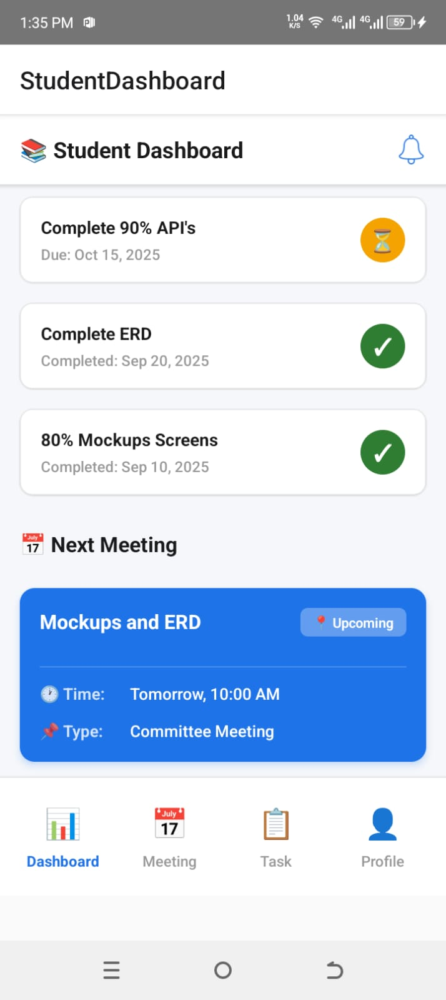 1:35 PM
1.04
K/S
4G
4G
59
StudentDashboard
Student Dashboard
Complete 90% API's
Due: Oct 15, 2025
Complete ERD
Completed: Sep 20, 2025
80% Mockups Screens
Completed: Sep 10, 2025
July
17
Next Meeting
Mockups and ERD
Upcoming
Time: Tomorrow, 10:00 AM
Type: Committee Meeting
July
17
Dashboard
Meeting
Task
Profile